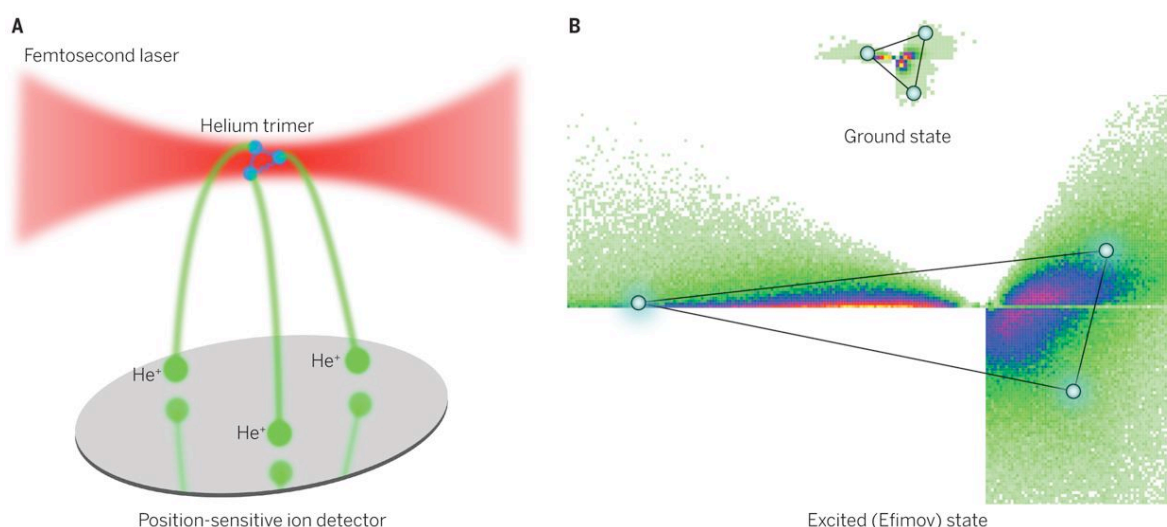 A
Femtosecond laser
Helium trimer
He⁺
He⁺
He⁺
Position-sensitive ion detector
B
Ground state
Excited (Efimov) state